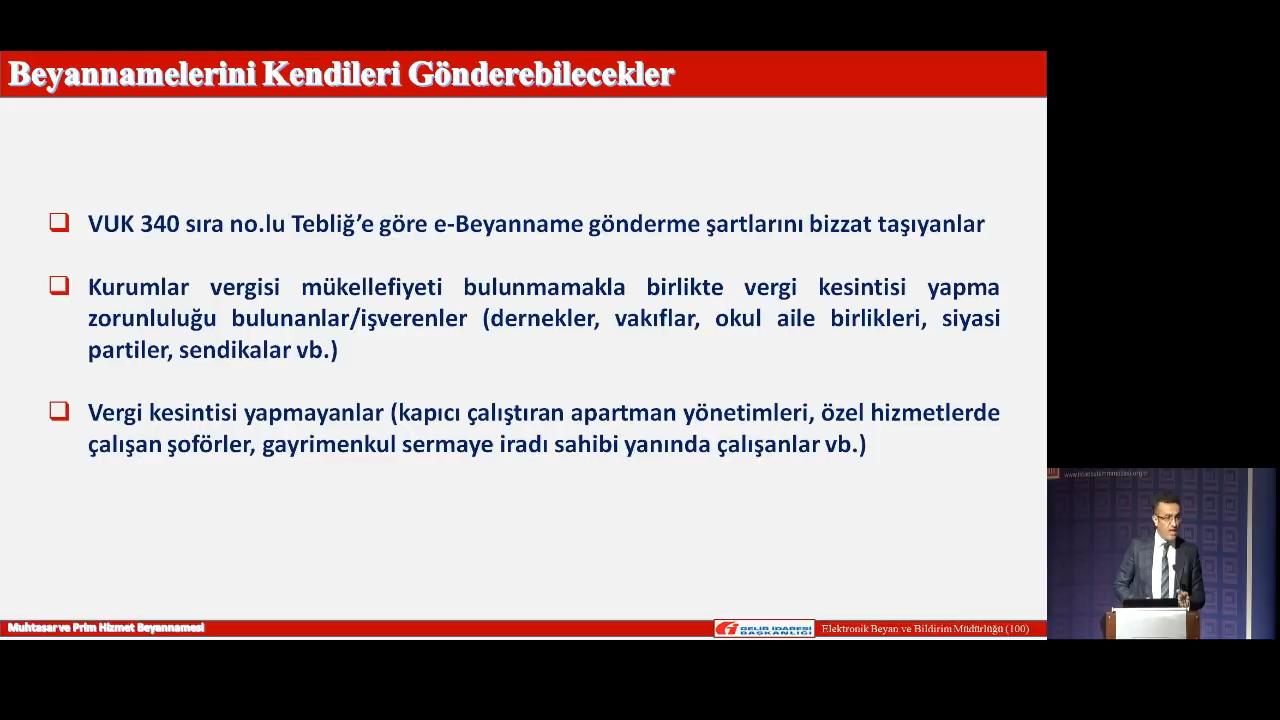 Beyannamelerini Kendileri Gönderebilecekler
VUK 340 sıra no.lu Tebliğ’e göre e-Beyanname gönderme şartlarını bizzat taşıyanlar
Kurumlar vergisi mükellefiyeti bulunmamakla birlikte vergi kesintisi yapma
zorunluluğu bulunanlar/işverenler (dernekler, vakıflar, okul aile birlikleri, siyasi
partiler, sendikalar vb.)
Vergi kesintisi yapmayanlar (kapıcı çalıştıran apartman yönetimleri, özel hizmetlerde
çalışan şoförler, gayrimenkul sermaye iradı sahibi yanında çalışanlar vb.)
Muhtasar ve Prim Hizmet Beyannamesi
GELİR İDARESİ
BAŞKANLIĞI
Elektronik Beyan ve Bildirim Müdürlüğü (100)